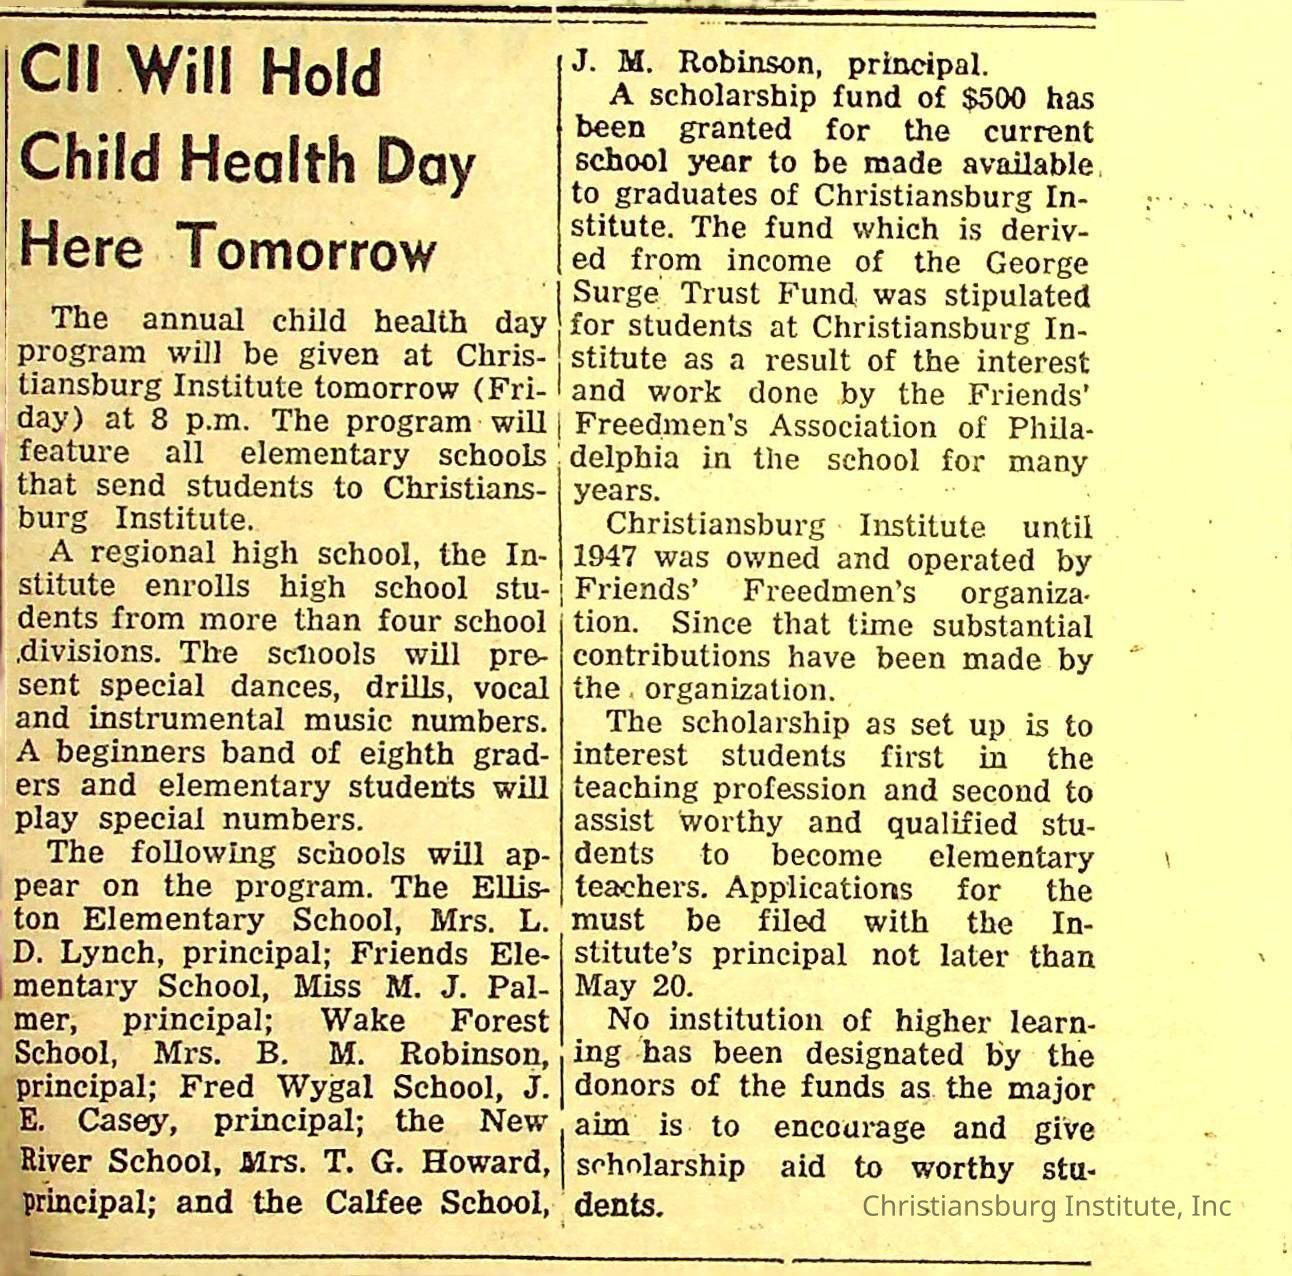 CII Will Hold
Child Health Day
Here Tomorrow
The annual child health day
program will be given at Chris-
tiansburg Institute tomorrow (Fri-
day) at 8 p.m. The program will
feature all elementary schools
that send students to Christians-
burg Institute.
A regional high school, the In-
stitute enrolls high school stu-
dents from more than four school
divisions. The schools will pre-
sent special dances, drills, vocal
and instrumental music numbers.
A beginners band of eighth grad-
ers and elementary students will
play special numbers.
The following schools will ap-
pear on the program. The Ellis-
ton Elementary School, Mrs. L.
D. Lynch, principal; Friends Ele-
mentary School, Miss M. J. Pal-
mer, principal; Wake Forest
School, Mrs. B. M. Robinson,
principal; Fred Wygal School, J.
E. Casey, principal; the New
River School, Mrs. T. G. Howard,
principal; and the Calfee School,
J. M. Robinson, principal.
A scholarship fund of $500 has
been granted for the current
school year to be made available
to graduates of Christiansburg In-
stitute. The fund which is deriv-
ed from income of the George
Surge Trust Fund was stipulated
for students at Christiansburg In-
stitute as a result of the interest
and work done by the Friends'
Freedmen's Association of Phila-
delphia in the school for many
years.
Christiansburg Institute until
1947 was owned and operated by
Friends' Freedmen's organiza-
tion. Since that time substantial
contributions have been made by
the organization.
The scholarship as set up is to
interest students first in the
teaching profession and second to
assist worthy and qualified stu-
dents to become elementary
teachers. Applications for the
must be filed with the In-
stitute's principal not later than
May 20.
No institution of higher learn-
ing has been designated by the
donors of the funds as the major
aim is to encourage and give
scholarship aid to worthy stu-
dents.
Christiansburg Institute, Inc